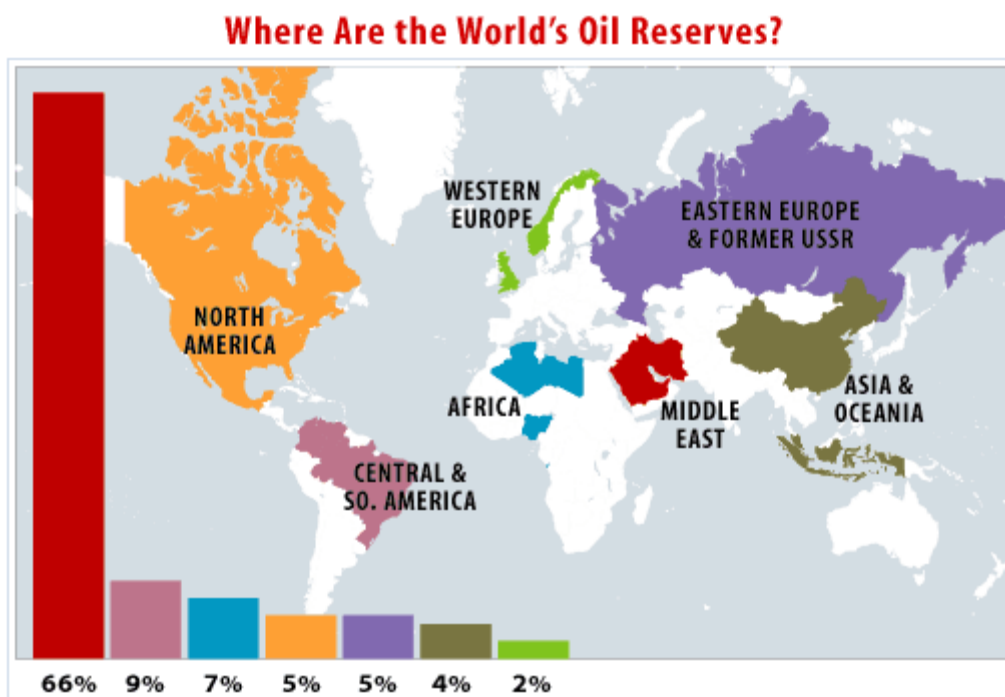 Where Are the World's Oil Reserves?
WESTERN
EUROPE
EASTERN EUROPE
& FORMER USSR
NORTH
AMERICA
AFRICA
MIDDLE
EAST
ASIA &
OCEANIA
CENTRAL &
SO. AMERICA
66% 9% 7% 5% 5% 4% 2%